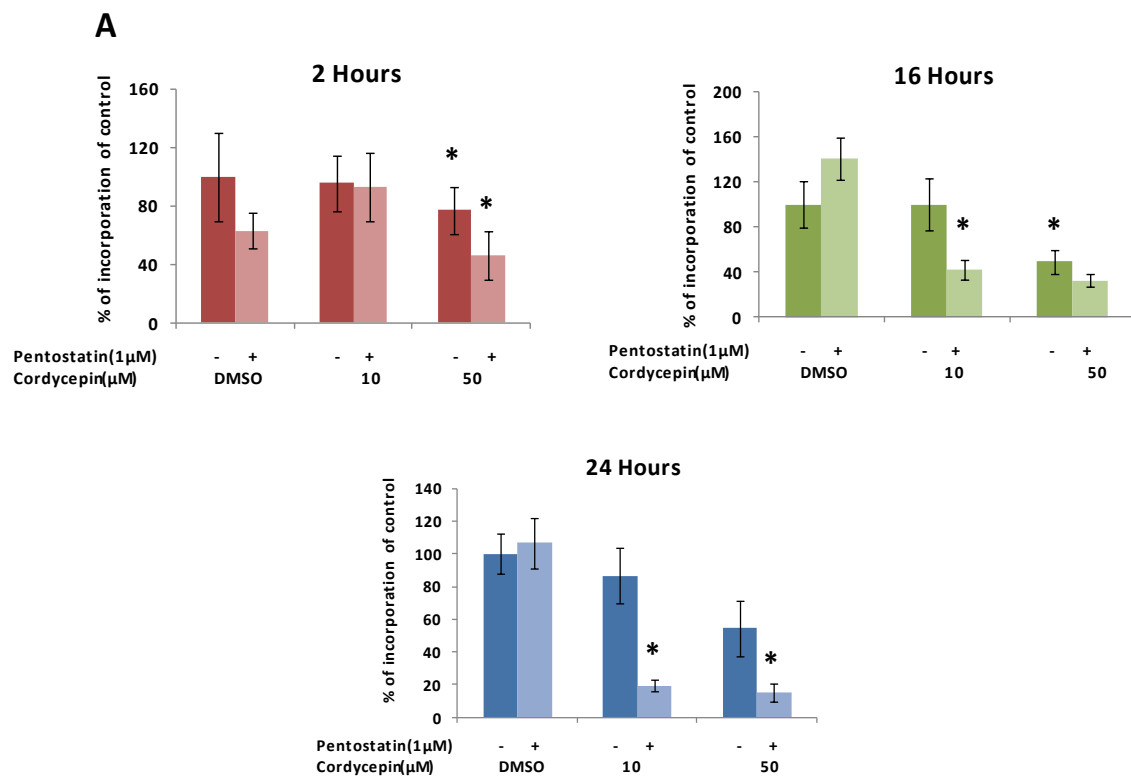 A
2 Hours
% of incorporation of control
160
120
80
40
0
*
*
Pentostatin(1µM) - + - + - +
Cordycepin(µM) DMSO 10 50
16 Hours
% of incorporation of control
200
160
120
80
40
0
*
*
Pentostatin(1µM) - + - + - +
Cordycepin(µM) DMSO 10 50
24 Hours
% of incorporation of control
140
120
100
80
60
40
20
0
*
*
Pentostatin(1µM) - + - + - +
Cordycepin(µM) DMSO 10 50